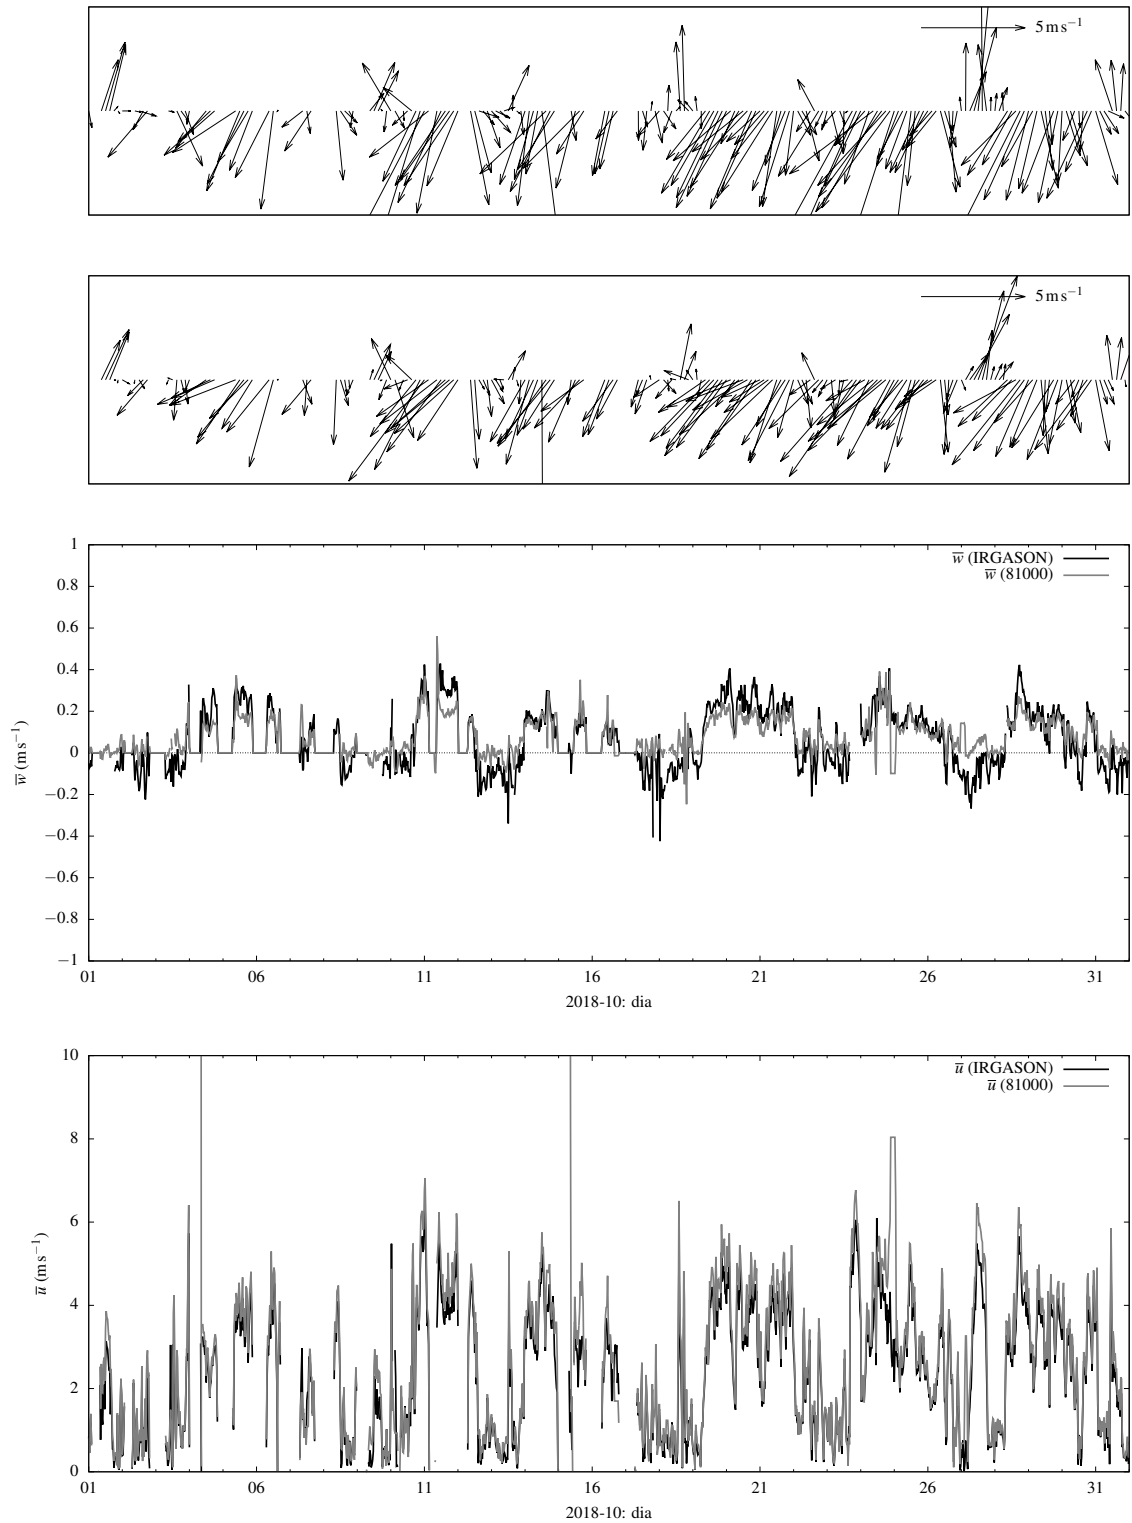 5 m s⁻¹
5 m s⁻¹
w̅ (IRGASON)
w̅ (81000)
1
0.8
0.6
0.4
0.2
0
−0.2
−0.4
−0.6
−0.8
−1
w̅ (m s⁻¹)
01 06 11 16 21 26 31
2018-10: dia
u̅ (IRGASON)
u̅ (81000)
10
8
6
4
2
0
u̅ (m s⁻¹)
01 06 11 16 21 26 31
2018-10: dia